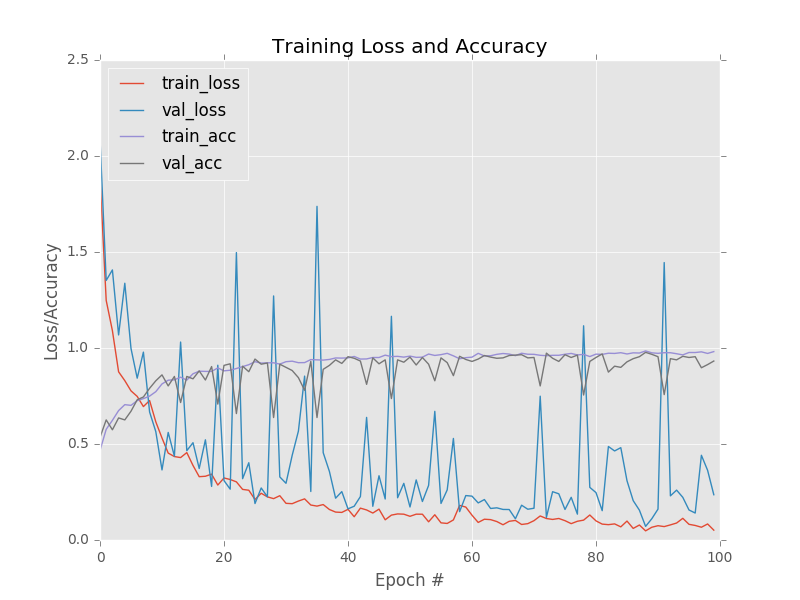 Training Loss and Accuracy
2.5
2.0
1.5
1.0
0.5
0.0
train_loss
val_loss
train_acc
val_acc
Loss/Accuracy
0
20
40
60
80
100
Epoch #